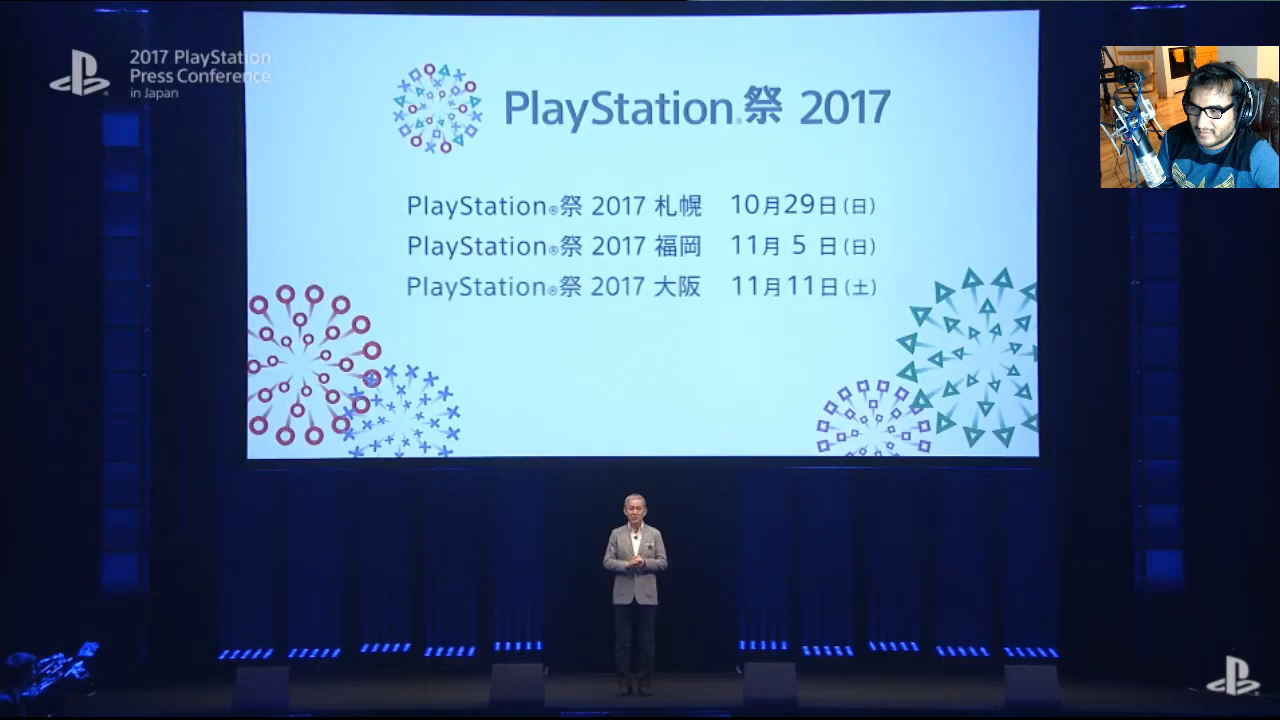 2017 PlayStation
Press Conference
in Japan
PlayStation®祭 2017
PlayStation®祭 2017 札幌 10月29日(日)
PlayStation®祭 2017 福岡 11月 5 日(日)
PlayStation®祭 2017 大阪 11月11日(土)